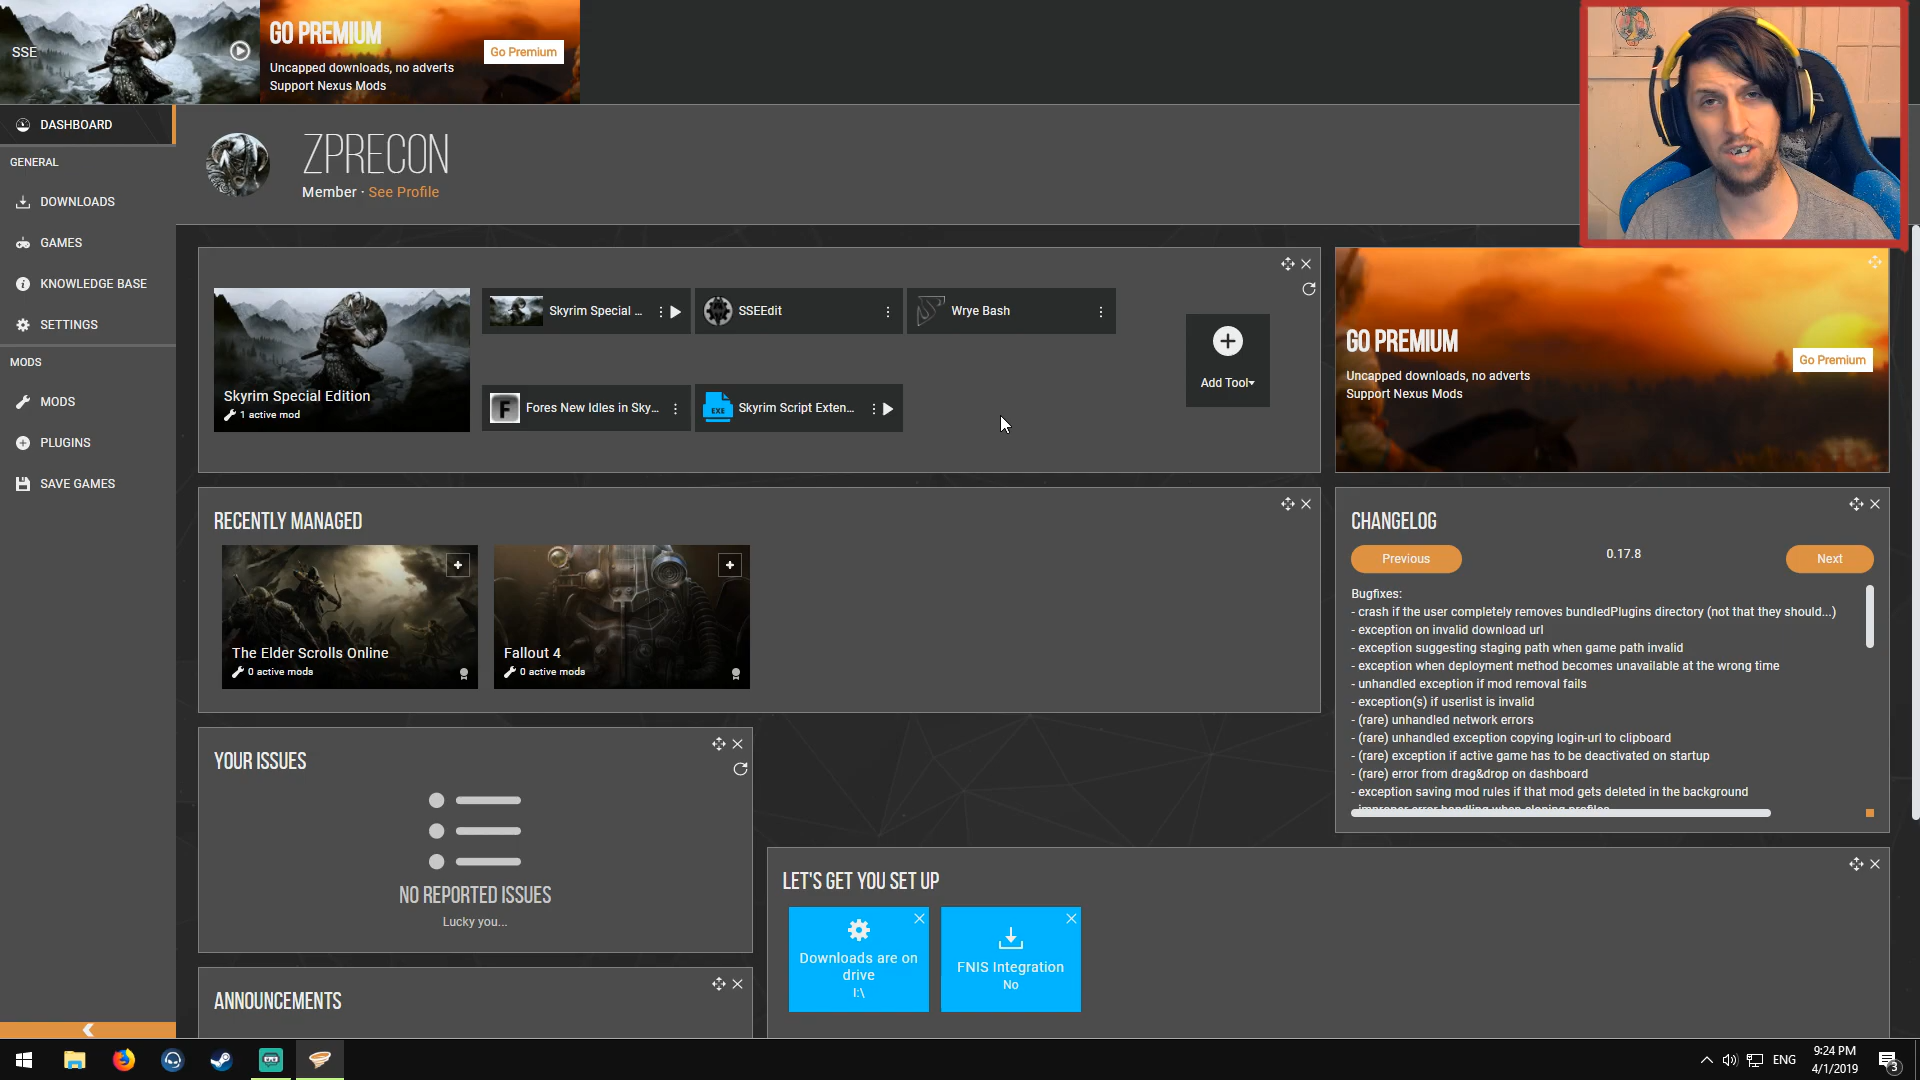 SSE
GO PREMIUM
Uncapped downloads, no adverts
Support Nexus Mods
Go Premium
DASHBOARD
GENERAL
DOWNLOADS
GAMES
KNOWLEDGE BASE
SETTINGS
MODS
MODS
PLUGINS
SAVE GAMES
ZPRECON
Member · See Profile
Skyrim Special Edition
1 active mod
Skyrim Special ...
SSEEdit
Wrye Bash
Fores New Idles in Sky...
EXE
Skyrim Script Exten...
Add Tool
GO PREMIUM
Uncapped downloads, no adverts
Support Nexus Mods
Go Premium
RECENTLY MANAGED
The Elder Scrolls Online
0 active mods
Fallout 4
0 active mods
CHANGELOG
Previous
0.17.8
Next
Bugfixes:
- crash if the user completely removes bundledPlugins directory (not that they should...)
- exception on invalid download url
- exception suggesting staging path when game path invalid
- exception when deployment method becomes unavailable at the wrong time
- unhandled exception if mod removal fails
- exception(s) if userlist is invalid
- (rare) unhandled network errors
- (rare) unhandled exception copying login-url to clipboard
- (rare) exception if active game has to be deactivated on startup
- (rare) error from drag&drop on dashboard
- exception saving mod rules if that mod gets deleted in the background
- improper error handling when cloning profiles
YOUR ISSUES
NO REPORTED ISSUES
Lucky you...
LET'S GET YOU SET UP
Downloads are on
drive
I:\
FNIS Integration
No
ANNOUNCEMENTS
ENG
9:24 PM
4/1/2019
3